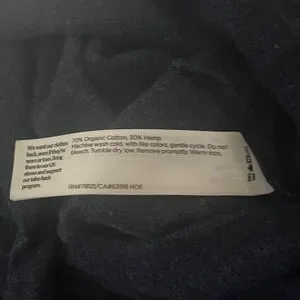 We want our clothes
back, even if they're
worn or torn. Bring
them to our US
stores and support
our take-back
program.
70% Organic Cotton, 30% Hemp
Machine wash cold, with like colors, gentle cycle. Do not
bleach. Tumble dry low. Remove promptly. Warm iron.
RN#78121/CA#63918 HOE